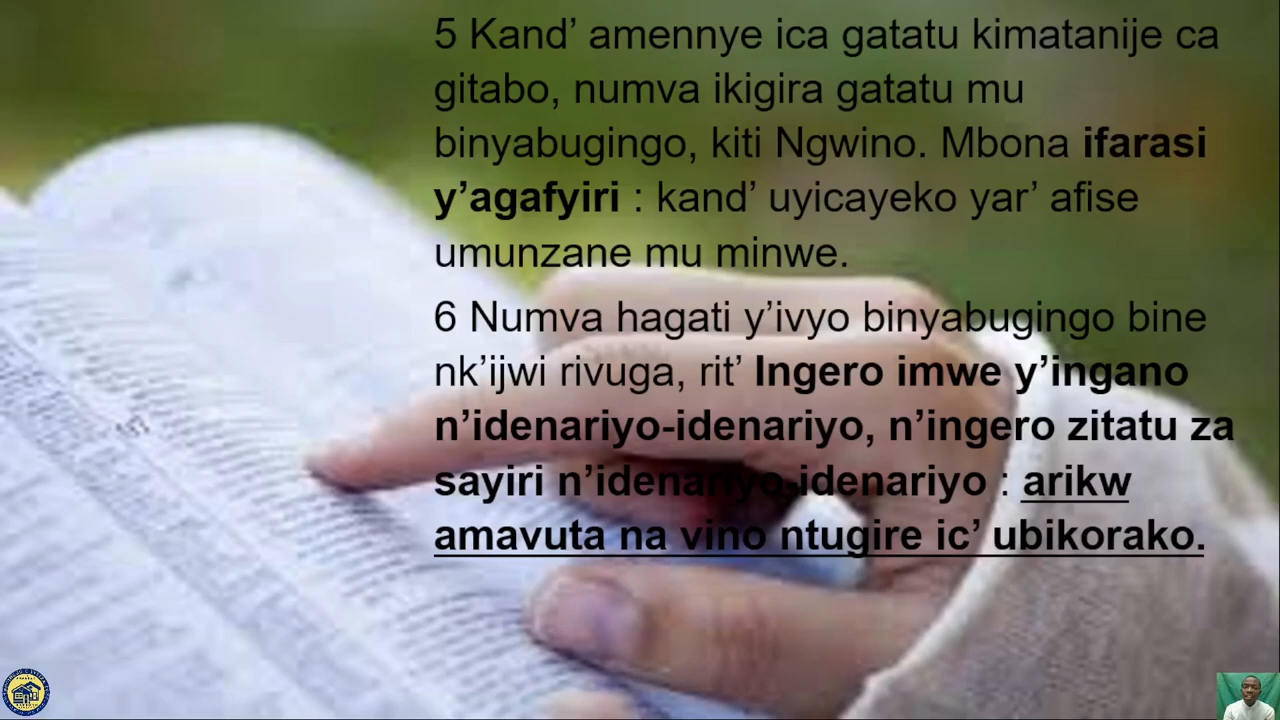 5 Kand’ amennye ica gatatu kimatanije ca
gitabo, numva ikigira gatatu mu
binyabugingo, kiti Ngwino. Mbona ifarasi
y’agafyiri : kand’ uyicayeko yar’ afise
umunzane mu minwe.
6 Numva hagati y’ivyo binyabugingo bine
nk’ijwi rivuga, rit’ Ingero imwe y’ingano
n’idenariyo-idenariyo, n’ingero zitatu za
sayiri n’idenariyo-idenariyo : arikw
amavuta na vino ntugire ic’ ubikorako.